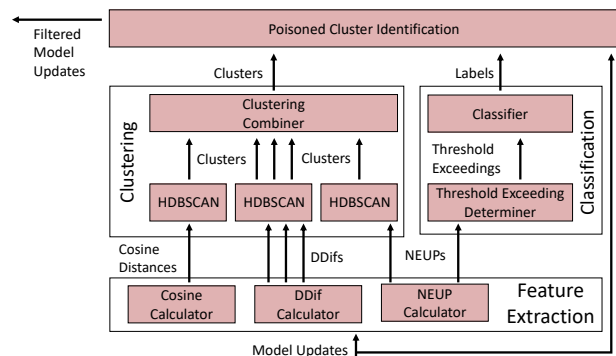 Poisoned Cluster Identification
Filtered
Model
Updates
Clusters
Labels
Clustering
Clustering
Combiner
Clusters
Clusters
HDBSCAN
HDBSCAN
HDBSCAN
Classification
Classifier
Threshold
Exceedings
Threshold Exceeding
Determiner
Cosine
Distances
DDifs
NEUPs
Cosine
Calculator
DDif
Calculator
NEUP
Calculator
Feature
Extraction
Model Updates